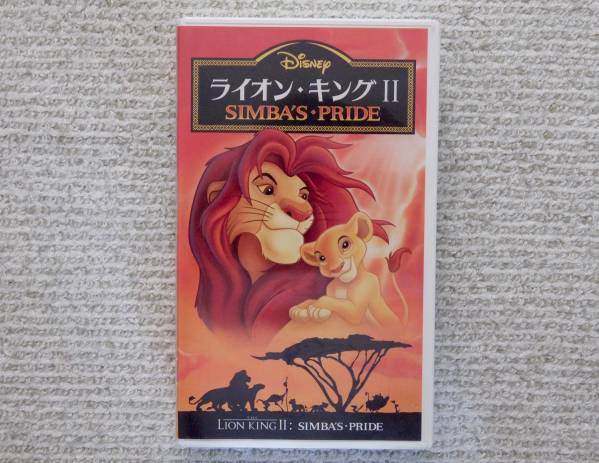 Disney
ライオン・キングII
SIMBA'S・PRIDE
THE
LION KING II: SIMBA'S・PRIDE